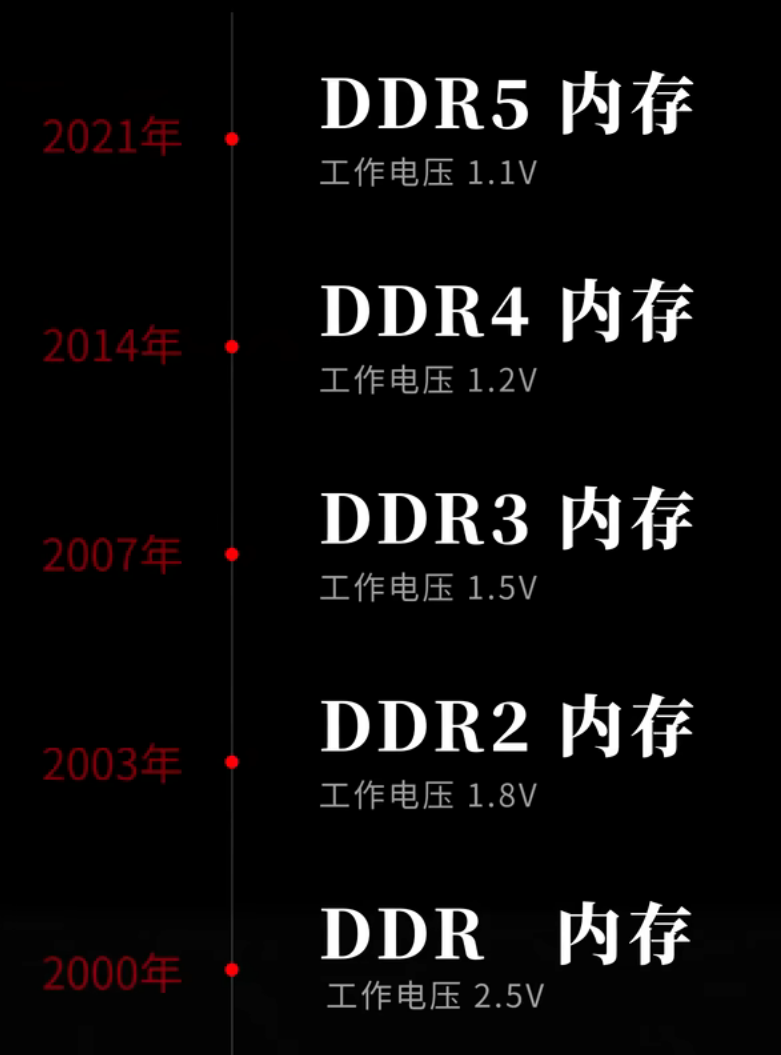 DDR5 内存
2021年
工作电压 1.1V
DDR4 内存
2014年
工作电压 1.2V
DDR3 内存
2007年
工作电压 1.5V
DDR2 内存
2003年
工作电压 1.8V
DDR 内存
2000年
工作电压 2.5V